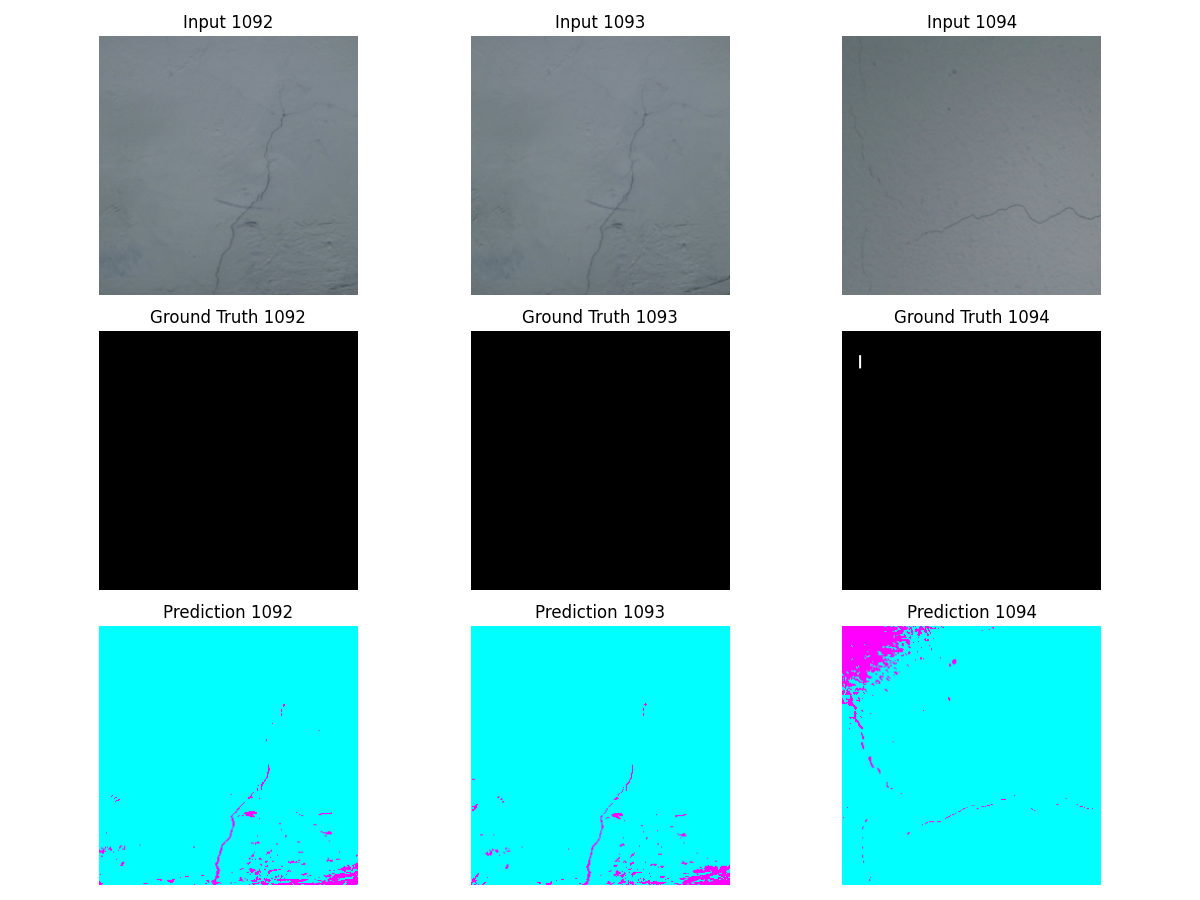 Input 1092
Input 1093
Input 1094
Ground Truth 1092
Ground Truth 1093
Ground Truth 1094
Prediction 1092
Prediction 1093
Prediction 1094